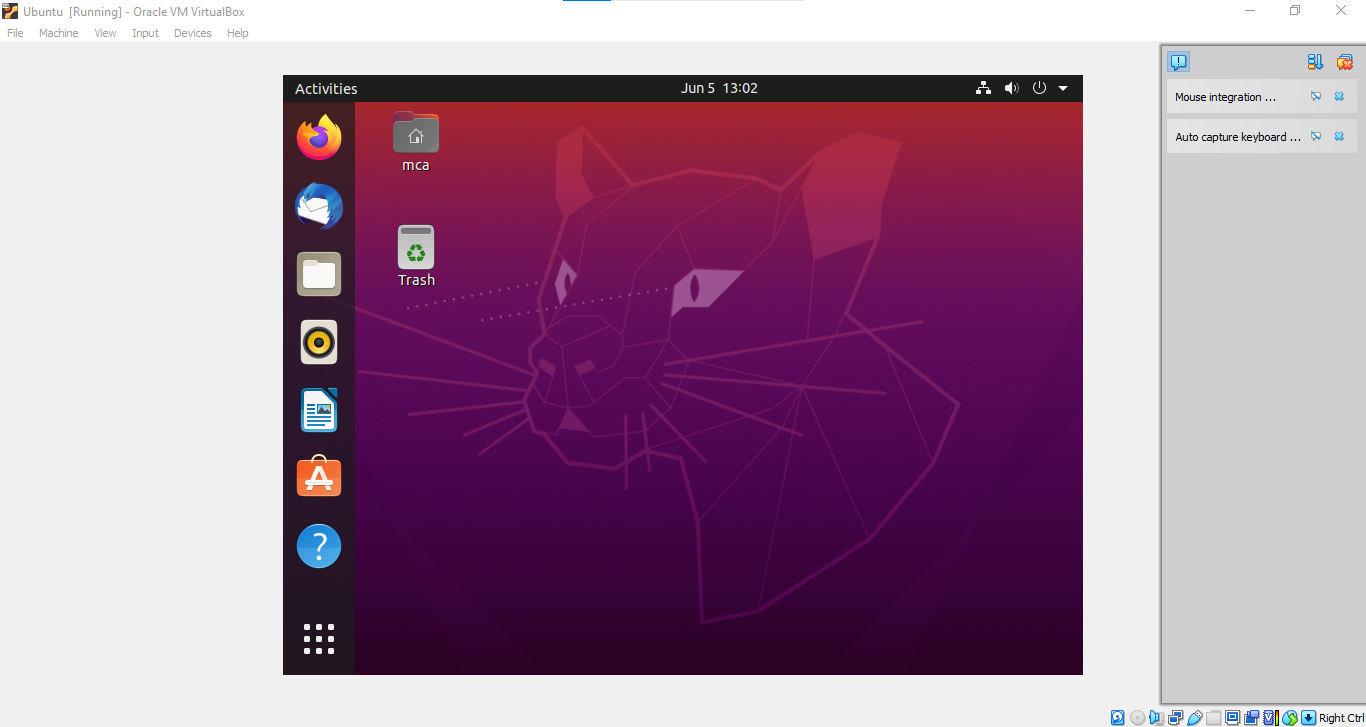 Ubuntu [Running] - Oracle VM VirtualBox
File Machine View Input Devices Help
Activities
Jun 5 13:02
mca
Trash
Mouse integration ...
Auto capture keyboard ...
Right Ctrl